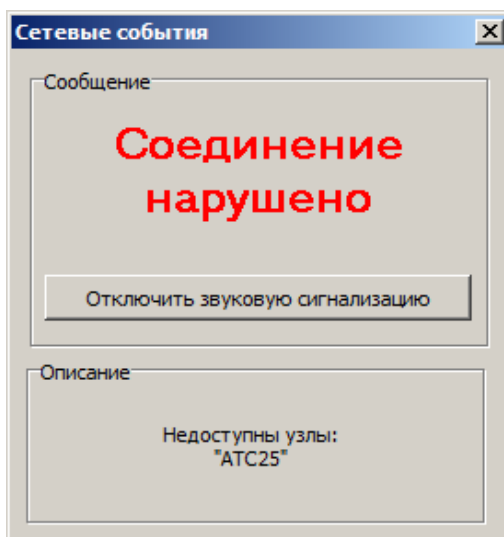 Сетевые события
Сообщение
Соединение
нарушено
Отключить звуковую сигнализацию
Описание
Недоступны узлы:
"АТС25"